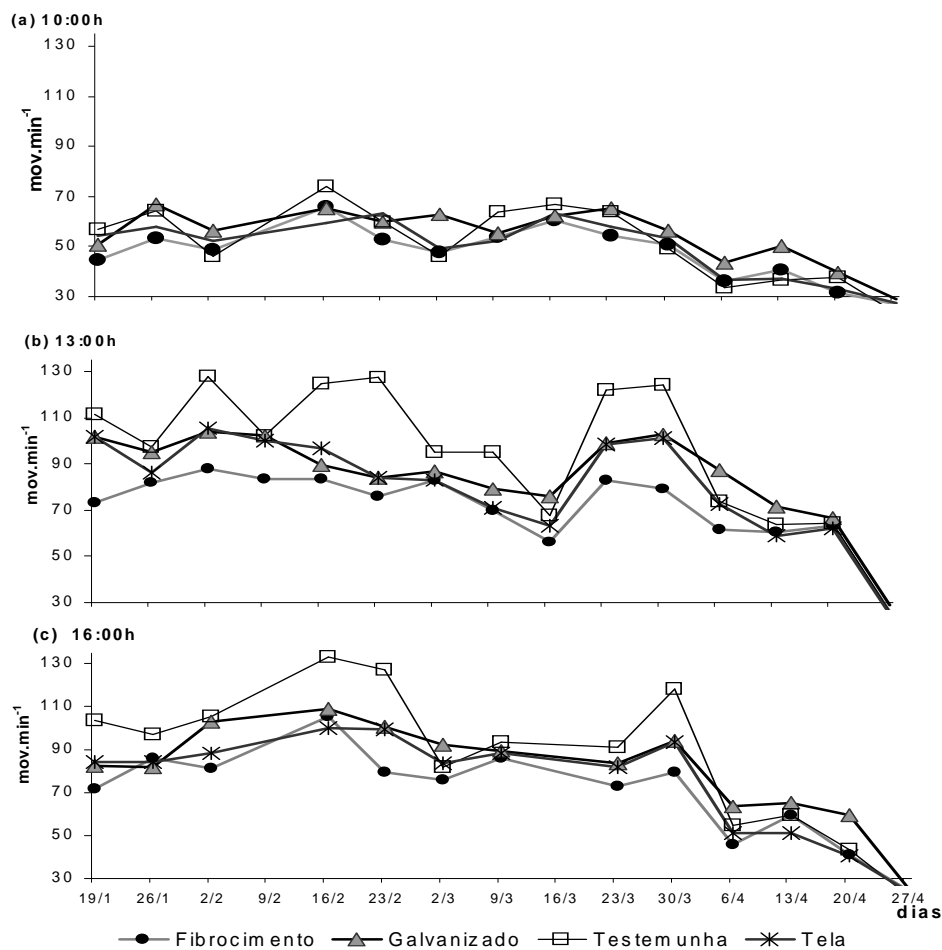 (a) 10:00h
130
110
90
70
50
30
mov.min-1
(b) 13:00h
130
110
90
70
50
30
mov.min-1
(c) 16:00h
130
110
90
70
50
30
mov.min-1
19/1 26/1 2/2 9/2 16/2 23/2 2/3 9/3 16/3 23/3 30/3 6/4 13/4 20/4 27/4
dias
Fibrocimento Galvanizado Testemunha Tela